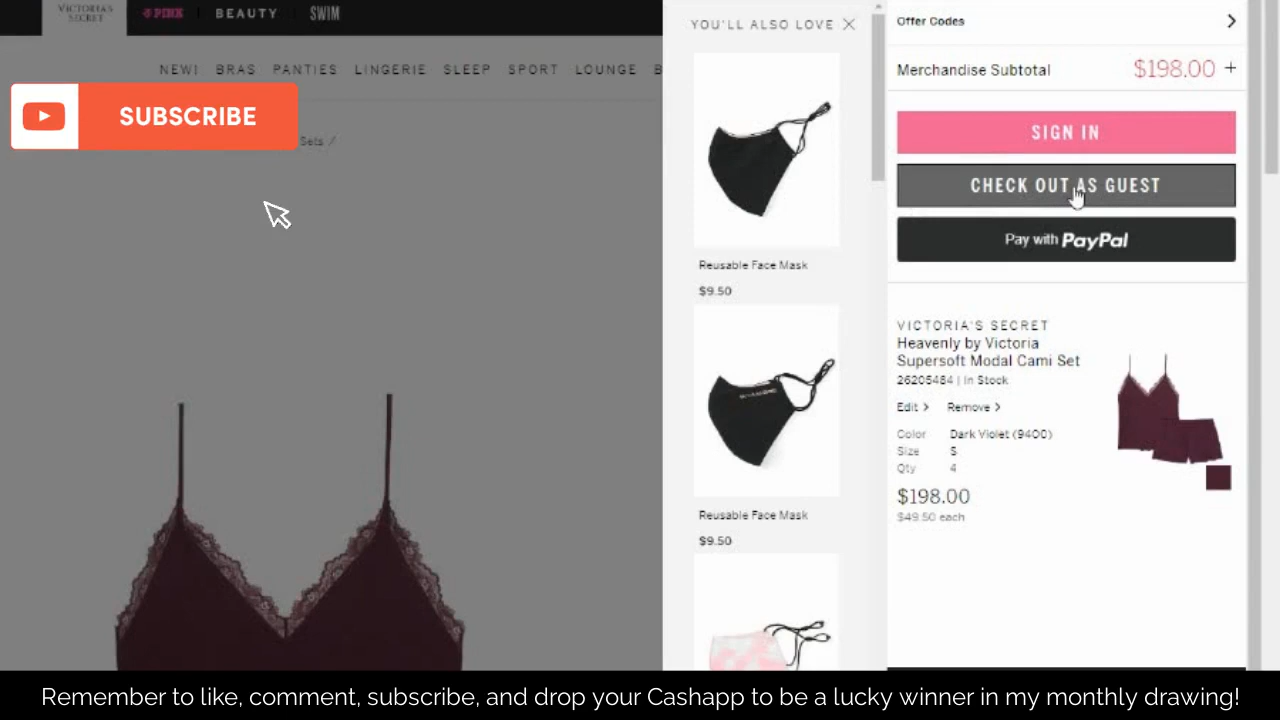 VICTORIA'S
SECRET
PINK
BEAUTY
SWIM
NEW!
BRAS
PANTIES
LINGERIE
SLEEP
SPORT
LOUNGE
B
SUBSCRIBE
Sets /
YOU'LL ALSO LOVE
Reusable Face Mask
$9.50
Reusable Face Mask
$9.50
Offer Codes
Merchandise Subtotal
$198.00 +
SIGN IN
CHECK OUT AS GUEST
Pay with PayPal
VICTORIA'S SECRET
Heavenly by Victoria
Supersoft Modal Cami Set
26205484 | In Stock
Edit > Remove >
Color Dark Violet (9400)
Size S
Qty 4
$198.00
$49.50 each
Remember to like, comment, subscribe, and drop your Cashapp to be a lucky winner in my monthly drawing!